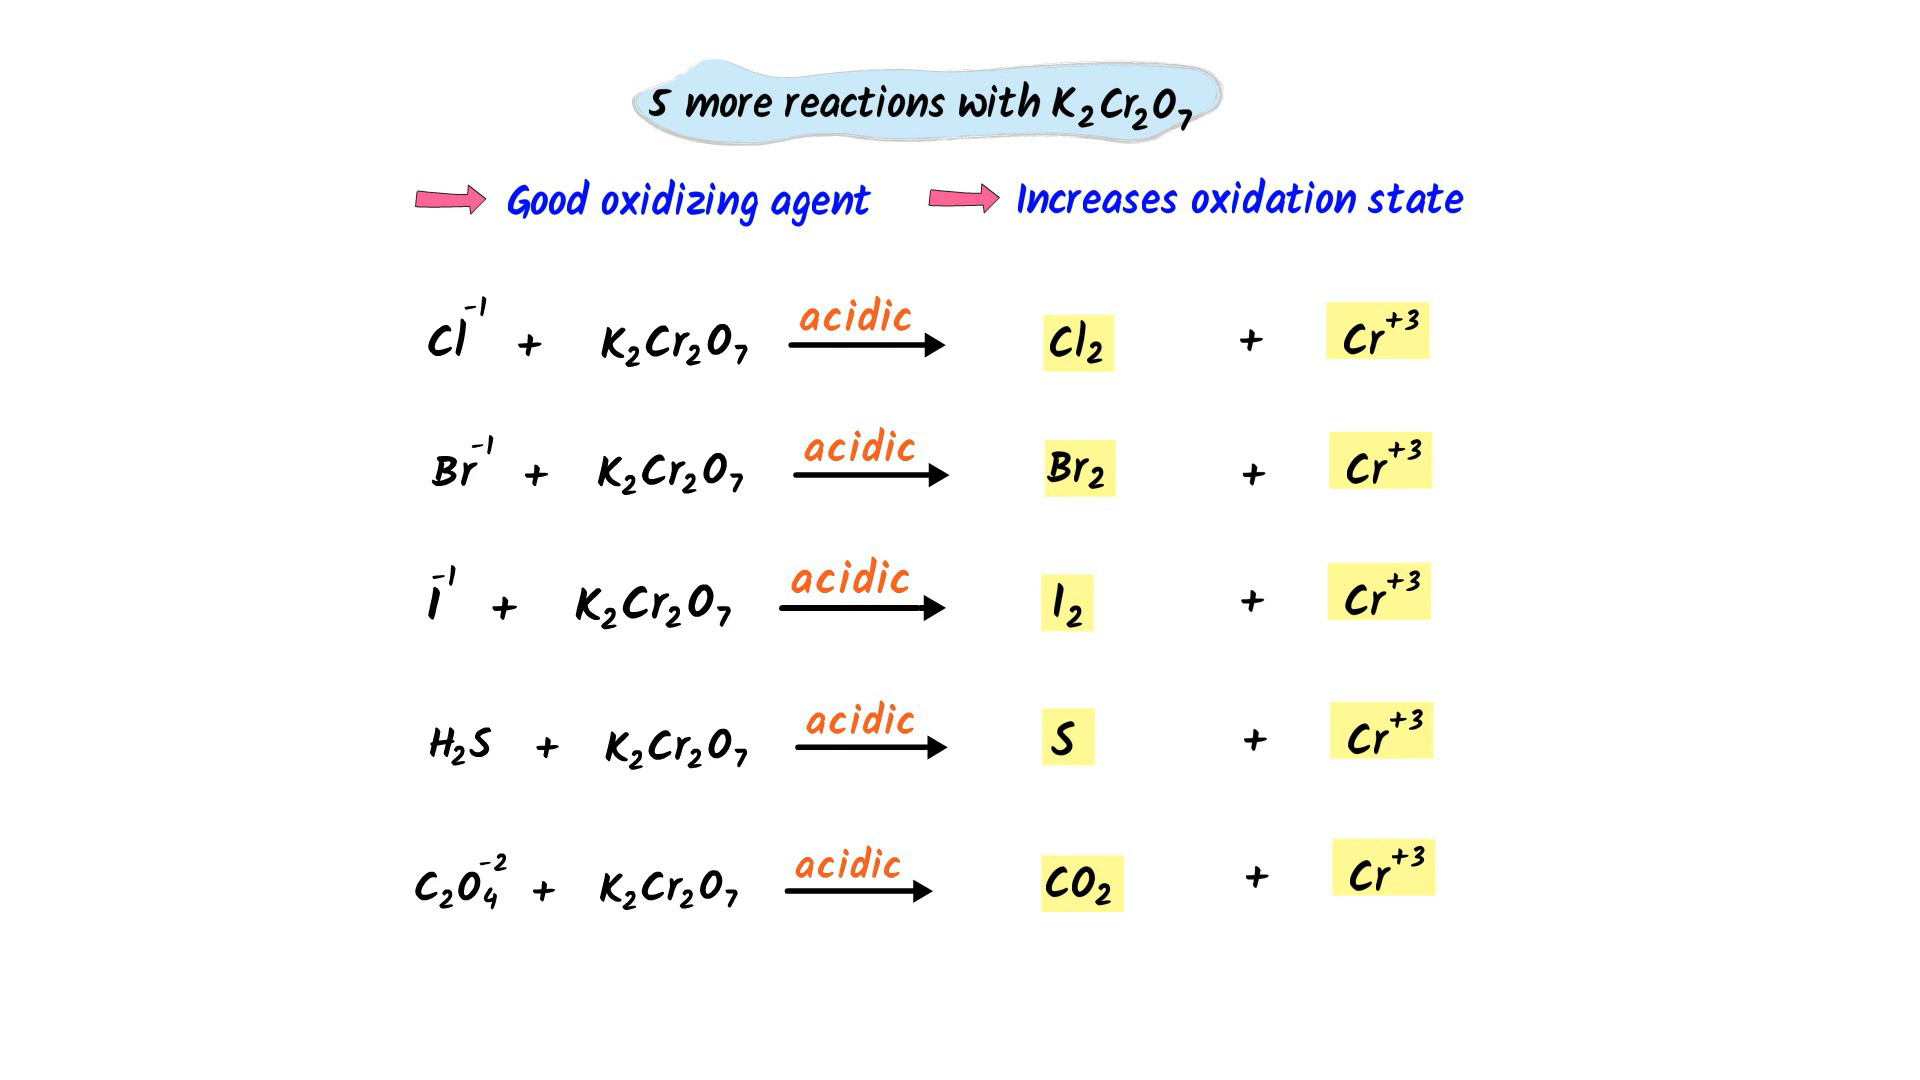 5 more reactions with K₂Cr₂O₇
Good oxidizing agent Increases oxidation state
Cl⁻¹ + K₂Cr₂O₇ acidic Cl₂ + Cr⁺³
Br⁻¹ + K₂Cr₂O₇ acidic Br₂ + Cr⁺³
I⁻¹ + K₂Cr₂O₇ acidic I₂ + Cr⁺³
H₂S + K₂Cr₂O₇ acidic S + Cr⁺³
C₂O₄⁻² + K₂Cr₂O₇ acidic CO₂ + Cr⁺³